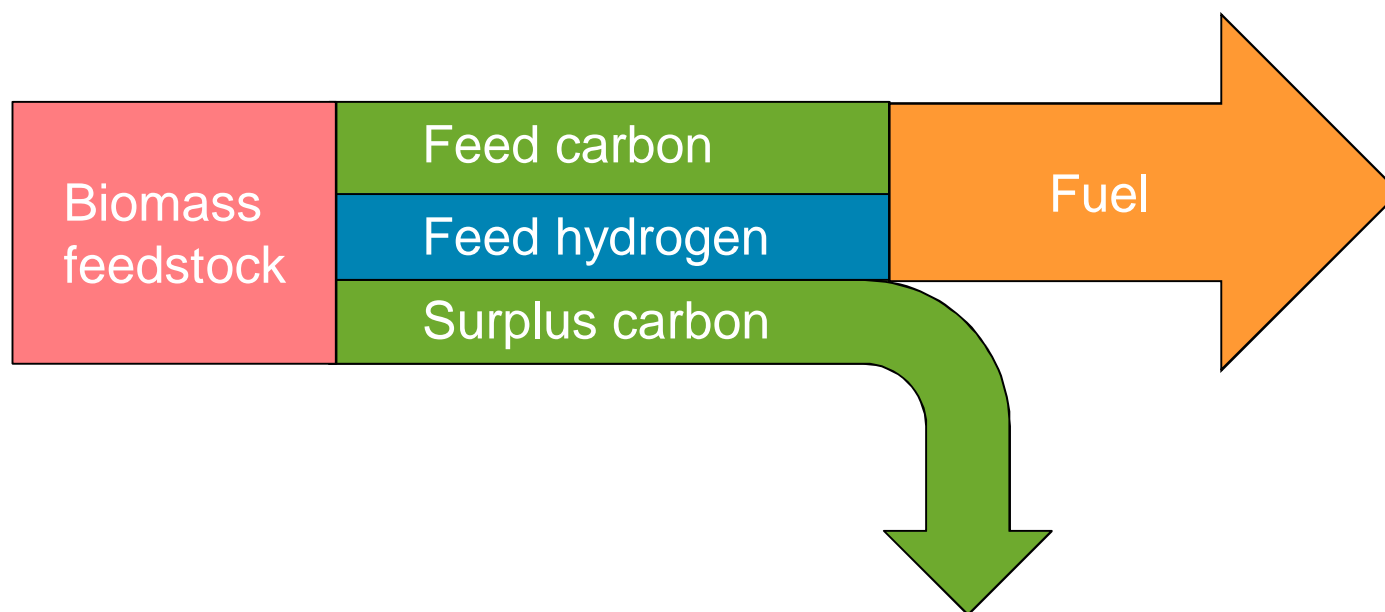 Biomass
feedstock
Feed carbon
Feed hydrogen
Surplus carbon
Fuel